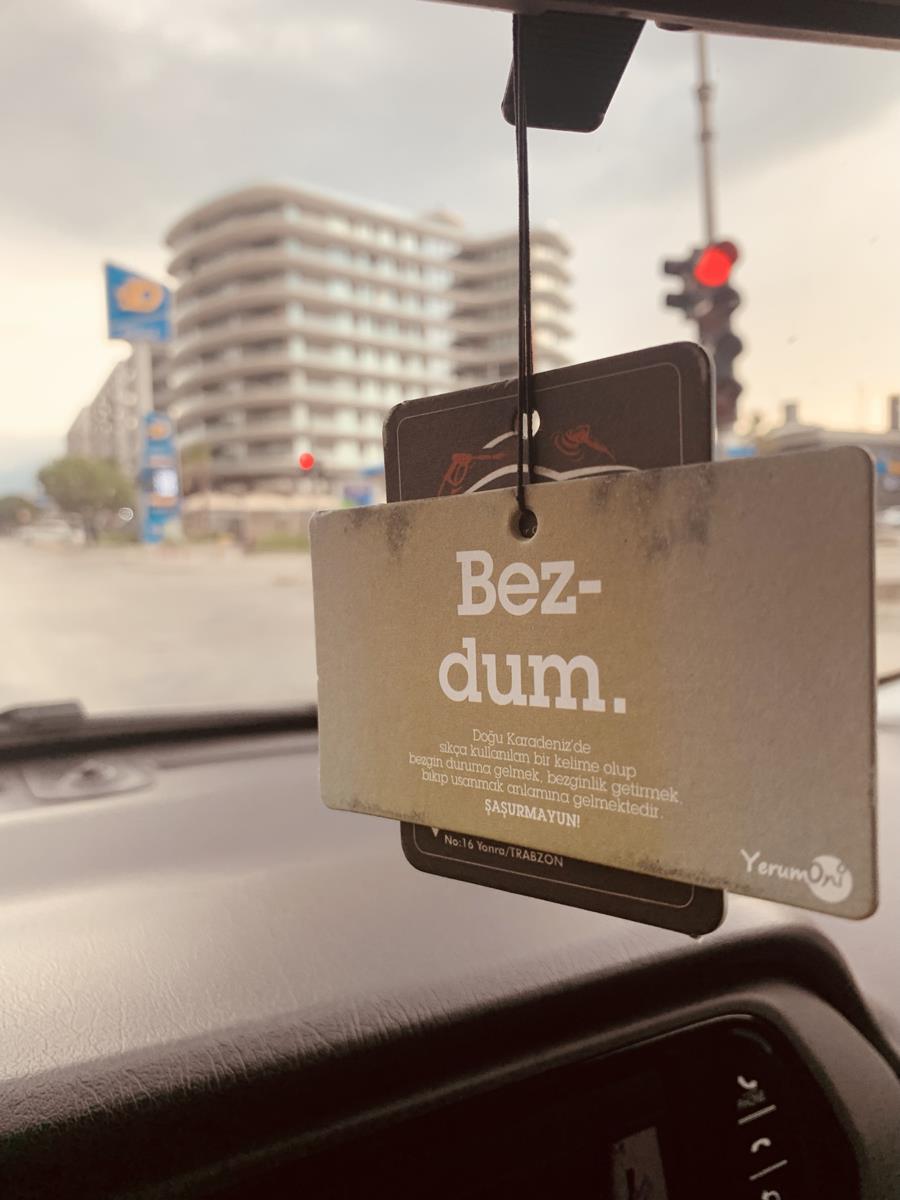 Bez-
dum.
Doğu Karadeniz'de
sıkça kullanılan bir kelime olup
bezgin duruma gelmek, bezginlik getirmek,
bıkıp usanmak anlamına gelmektedir.
ŞAŞURMAYUN!
YerumOni
No:16 Yonra/TRABZON